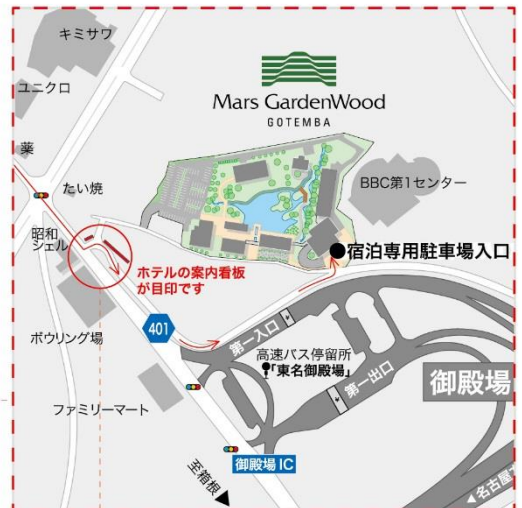 キミサワ
ユニクロ
Mars GardenWood
GOTEMBA
薬
たい焼
BBC第1センター
昭和
シェル
ホテルの案内看板
が目印です
●宿泊専用駐車場入口
ボウリング場
401
第一入口
高速バス停留所
「東名御殿場」
第一出口
御殿場
ファミリーマート
御殿場 IC
至箱根
名古屋